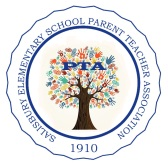 SALISBURY ELEMENTARY SCHOOL PARENT TEACHER ASSOCIATION
PTA
1910